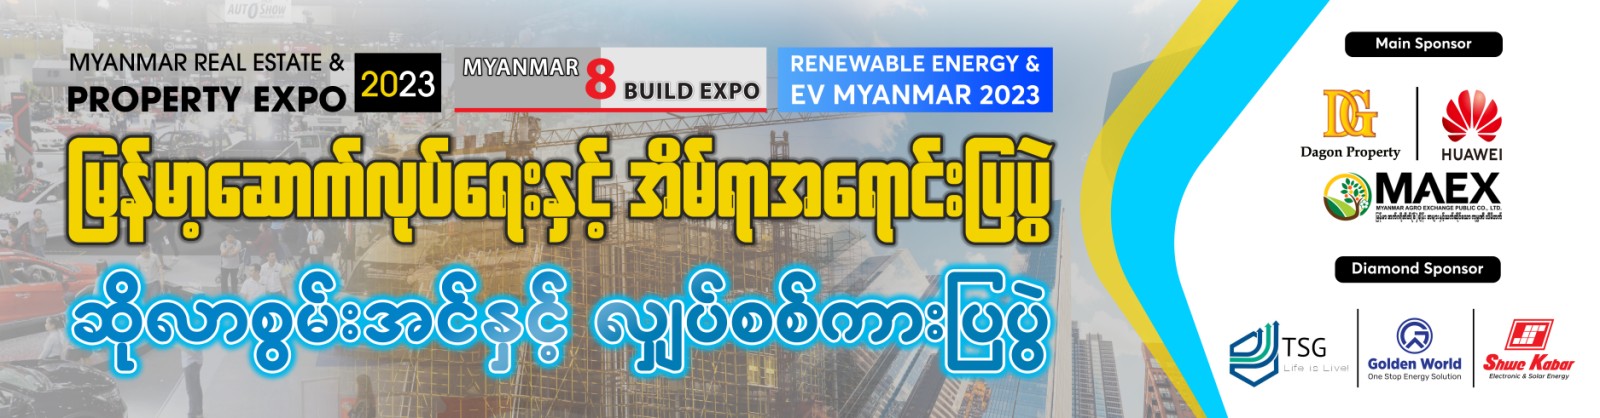 AUTO SHOW
MYANMAR REAL ESTATE &
PROPERTY EXPO 2023
MYANMAR 8 BUILD EXPO
RENEWABLE ENERGY &
EV MYANMAR 2023
မြန်မာ့ဆောက်လုပ်ရေးနှင့် အိမ်ရာအရောင်းပြပွဲ
ဆိုလာစွမ်းအင်နှင့် လျှပ်စစ်ကားပြပွဲ
Main Sponsor
DG
Dagon Property
HUAWEI
MAEX
MYANMAR AGRO EXCHANGE PUBLIC CO., LTD.
Diamond Sponsor
TSG
Life is Live!
Golden World
One Stop Energy Solution
Shwe Kabar
Electronic & Solar Energy